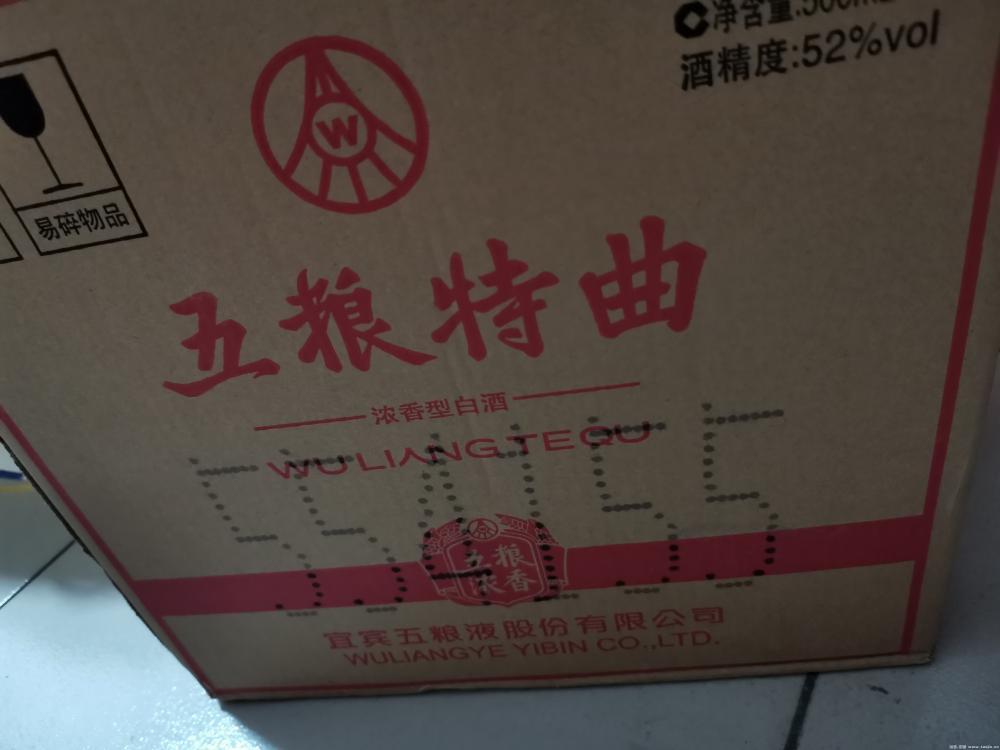 净含量:500mL
酒精度:52%vol
易碎物品
W
五粮特曲
浓香型白酒
WULIANG TEQU
五粮
浓香
宜宾五粮液股份有限公司
WULIANGYE YIBIN CO.,LTD.